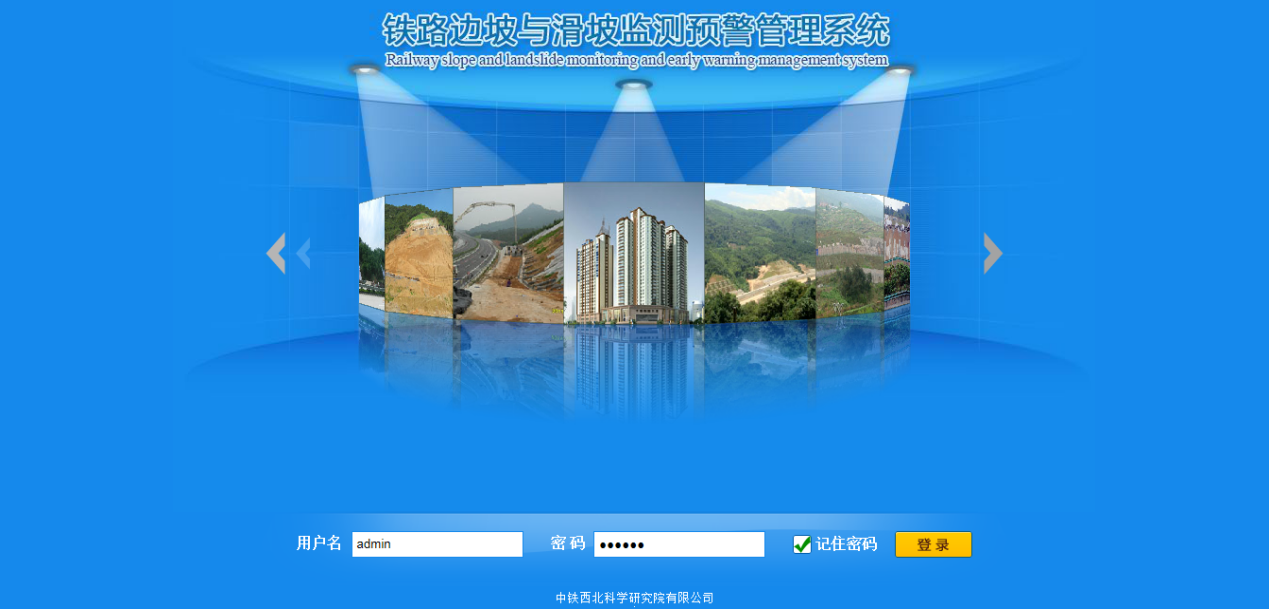 铁路边坡与滑坡监测预警管理系统
Railway slope and landslide monitoring and early warning management system
用户名 admin 密 码 ●●●●●● 记住密码 登 录
中铁西北科学研究院有限公司